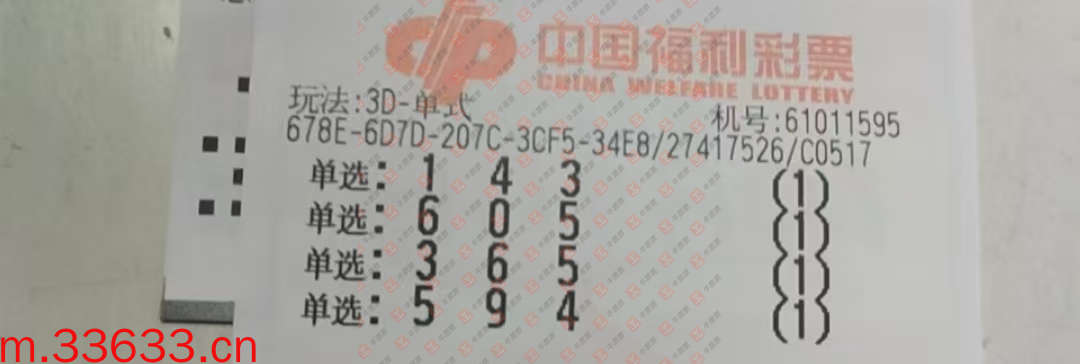 中国福利彩票
CHINA WELFARE LOTTERY
玩法:3D-单式
机号:61011595
678E-6D7D-207C-3CF5-34E8/27417526/C0517
单选: 1 4 3 (1)
单选: 6 0 5 (1)
单选: 3 6 5 (1)
单选: 5 9 4 (1)
m.33633.cn